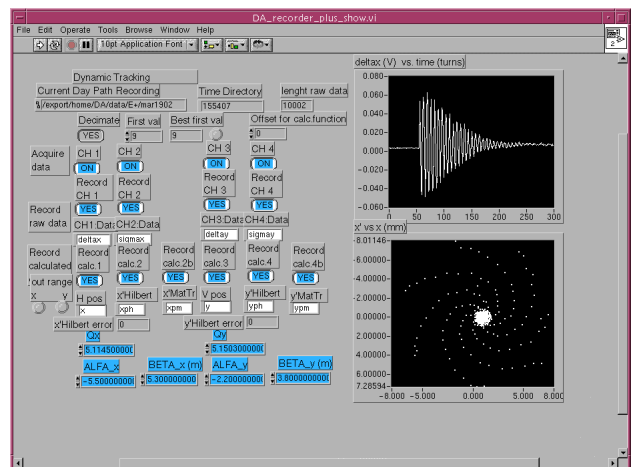 DA_recorder_plus_show.vi
File Edit Operate Tools Browse Window Help
10pt Application Font
2
Dynamic Tracking
Current Day Path Recording
Time Directory
lenght raw data
/export/home/DA/data/E+/mar1902
155407
10002
Decimate
First val
Best first val
Offset for calc.function
YES
9
9
0
Acquire data
CH 1
CH 2
CH 3
CH 4
ON
ON
ON
ON
Record raw data
Record CH 1
Record CH 2
Record CH 3
Record CH 4
YES
YES
YES
YES
CH1:Data
CH2:Data
CH3:Data
CH4:Data
deltax
sigmax
deltay
sigmay
Record calculated
Record calc.1
Record calc.2
Record calc.2b
Record calc.3
Record calc.4
Record calc.4b
YES
YES
YES
YES
YES
YES
out range
x
y
H pos
x'Hilbert
x'MatTr
V pos
y'Hilbert
y'MatTr
x
xph
xpm
y
yph
ypm
x'Hilbert error
0
y'Hilbert error
0
Qx
Qy
5.114500000
5.150300000
ALFA_x
BETA_x (m)
ALFA_y
BETA_y (m)
-5.50000000
5.300000000
-2.20000000
3.800000000
deltax (V) vs. time (turns)
0.080-
0.060-
0.040-
0.020-
0.000-
-0.020-
-0.040-
-0.060-
0
50
100
150
200
250
300
x' vs x (mm)
-8.01146-
-6.00000-
-4.00000-
-2.00000-
0.00000-
2.00000-
4.00000-
6.00000-
7.28594-
-8.000
-5.000
0.000
5.000
8.000